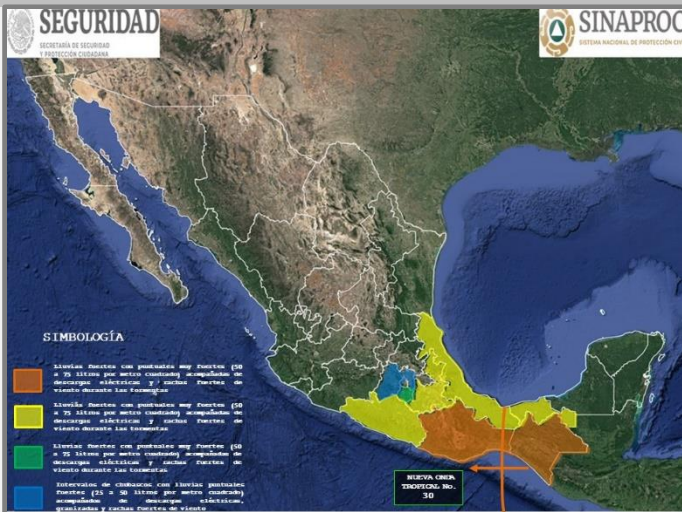 SEGURIDAD
SECRETARÍA DE SEGURIDAD
Y PROTECCIÓN CIUDADANA
SINAPROC
SISTEMA NACIONAL DE PROTECCIÓN CIV
SIMBOLOGÍA
Lluvias fuertes con puntuales muy fuertes (50
a 75 litros por metro cuadrado) acompañadas de
descargas eléctricas y rachas fuertes de
viento durante las tormentas
Lluvias fuertes con puntuales muy fuertes (50
a 75 litros por metro cuadrado) acompañadas de
descargas eléctricas y rachas fuertes de
viento durante las tormentas
Lluvias fuertes con puntuales muy fuertes (50
a 75 litros por metro cuadrado) acompañadas de
descargas eléctricas y rachas fuertes de
viento durante las tormentas
Intervalos de chubascos con lluvias puntuales
fuertes (25 a 50 litros por metro cuadrado)
acompañadas de descargas eléctricas,
granizadas y rachas fuertes de viento
NUEVA ONDA
TROPICAL No.
30